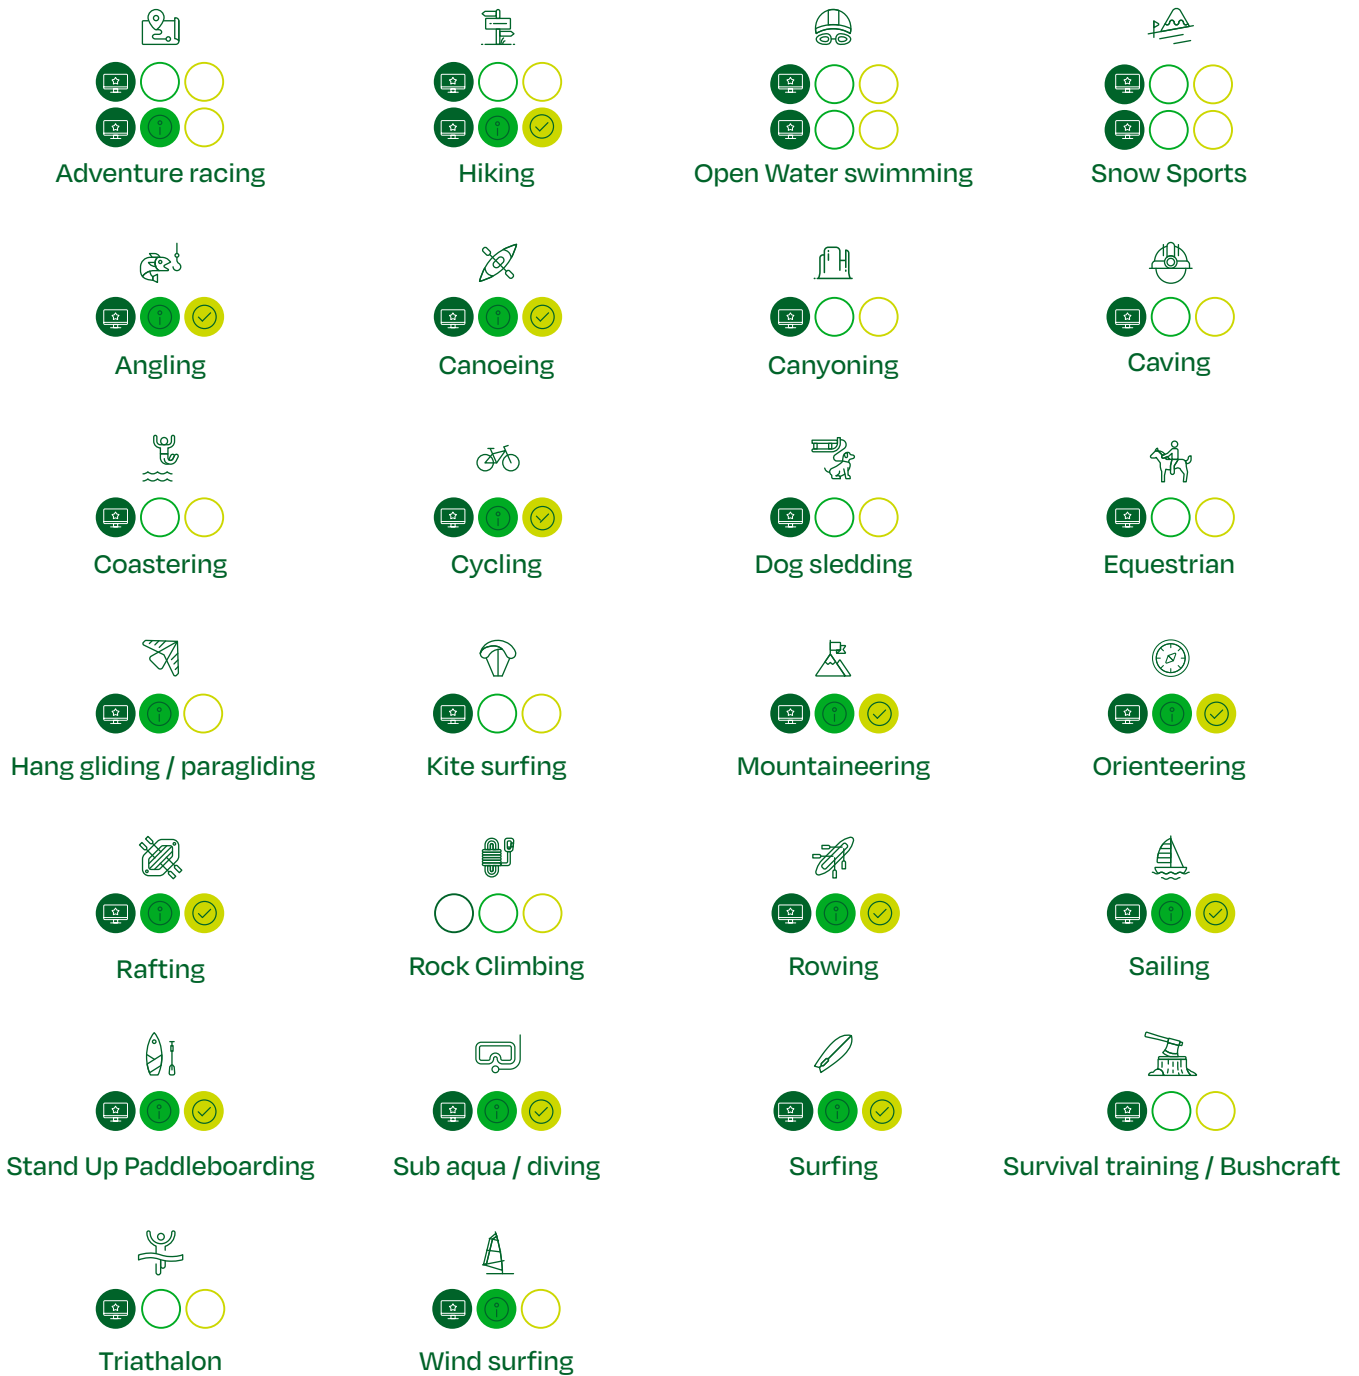 Adventure racing
Hiking
Open Water swimming
Snow Sports
Angling
Canoeing
Canyoning
Caving
Coastering
Cycling
Dog sledding
Equestrian
Hang gliding / paragliding
Kite surfing
Mountaineering
Orienteering
Rafting
Rock Climbing
Rowing
Sailing
Stand Up Paddleboarding
Sub aqua / diving
Surfing
Survival training / Bushcraft
Triathalon
Wind surfing